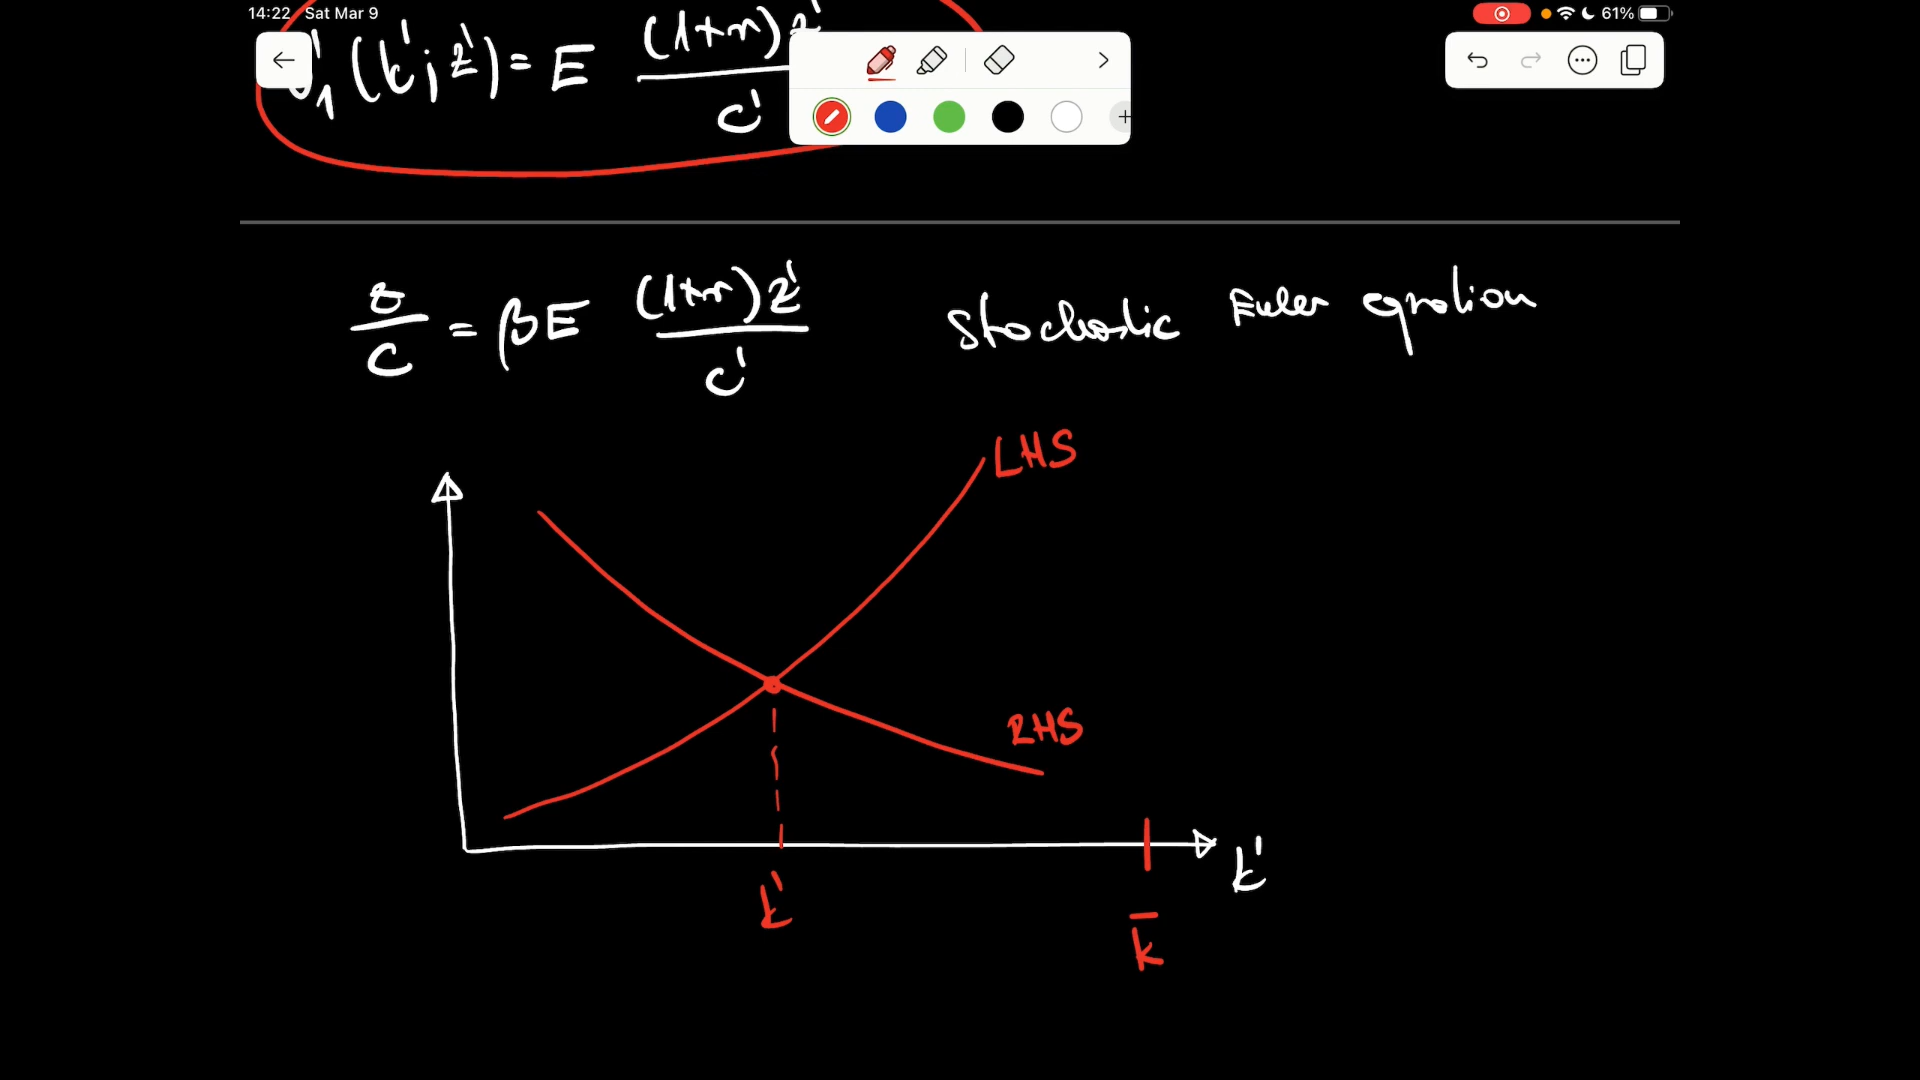 14:22 Sat Mar 9
61%
(k'; z') = E (1+r)z' / c'
z / c = βE (1+r)z' / c' stochastic Euler equation
LHS
RHS
k'
k'
k̄